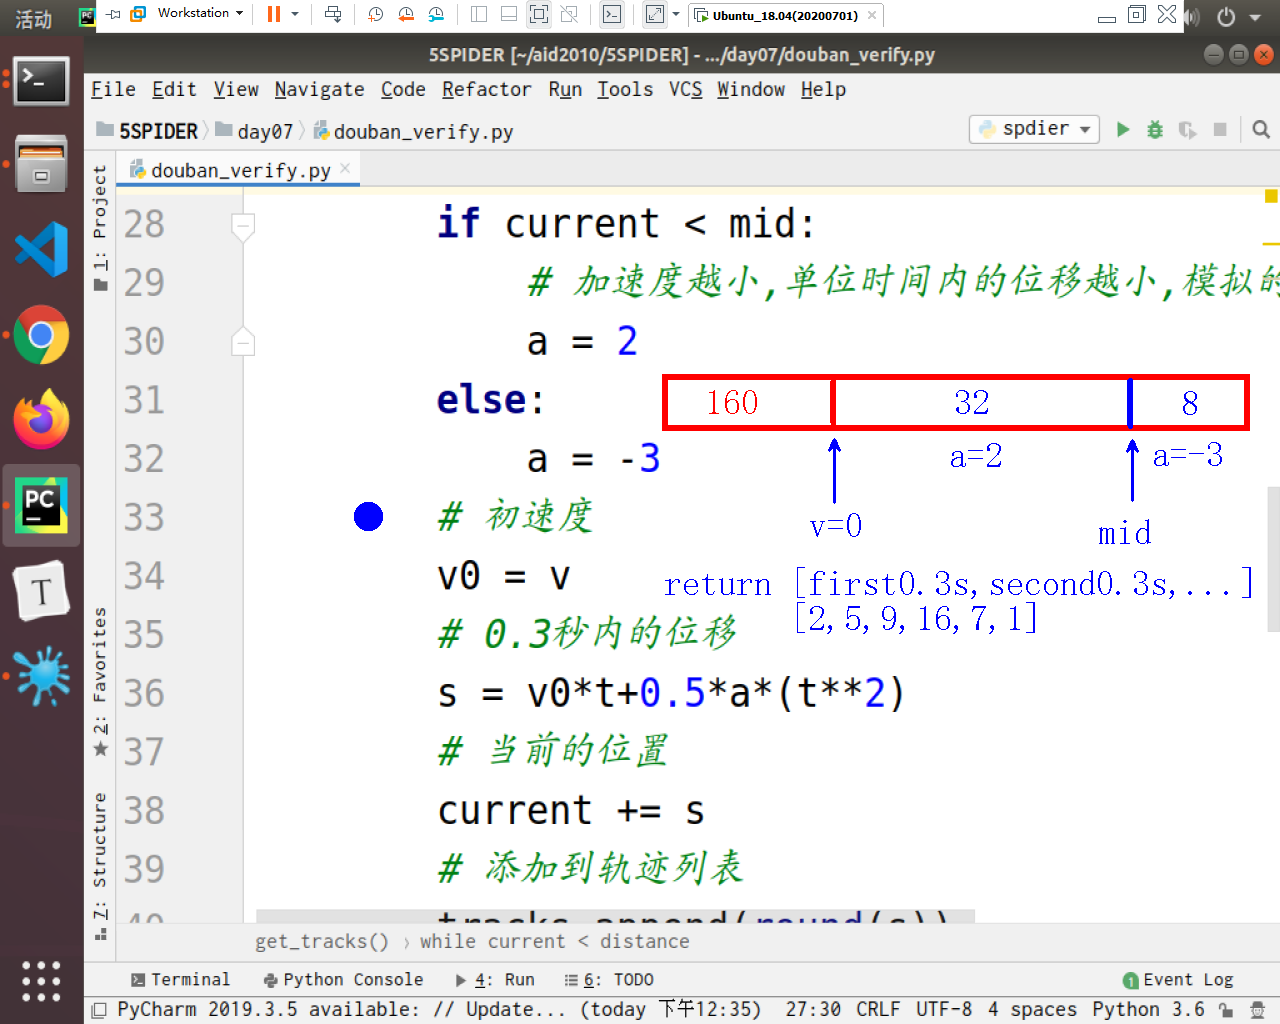 活动
Workstation
Ubuntu_18.04(20200701)
5SPIDER [~/aid2010/5SPIDER] - .../day07/douban_verify.py
File Edit View Navigate Code Refactor Run Tools VCS Window Help
5SPIDER day07 douban_verify.py
spdier
douban_verify.py
1: Project
2: Favorites
7: Structure
28 if current < mid:
29 # 加速度越小,单位时间内的位移越小,模拟的
30 a = 2
31 else:
32 a = -3
33 # 初速度
34 v0 = v
35 # 0.3秒内的位移
36 s = v0*t+0.5*a*(t**2)
37 # 当前的位置
38 current += s
39 # 添加到轨迹列表
40 tracks.append(round(s))
160 32 8
a=2 a=-3
v=0 mid
return [first0.3s,second0.3s,...]
[2,5,9,16,7,1]
get_tracks() › while current < distance
Terminal Python Console 4: Run 6: TODO 1 Event Log
PyCharm 2019.3.5 available: // Update... (today 下午12:35) 27:30 CRLF UTF-8 4 spaces Python 3.6